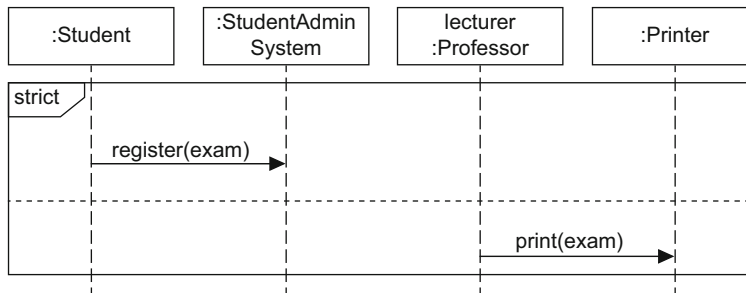 :Student
:StudentAdmin
System
lecturer
:Professor
:Printer
strict
register(exam)
print(exam)